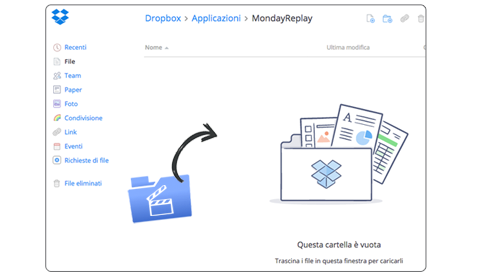 Dropbox > Applicazioni > MondayReplay
Nome
Ultima modifica
Recenti
File
Team
Paper
Foto
Condivisione
Link
Eventi
Richieste di file
File eliminati
A
Questa cartella è vuota
Trascina i file in questa finestra per caricarli